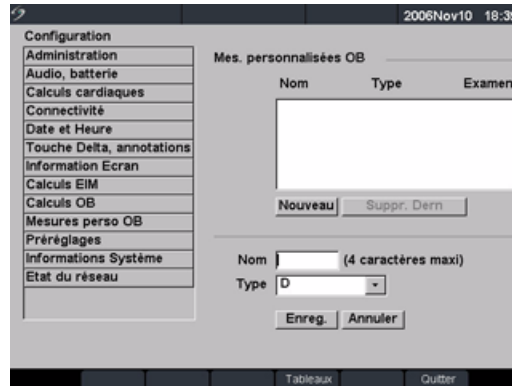 2006Nov10 18:3
Configuration
Administration
Audio, batterie
Calculs cardiaques
Connectivité
Date et Heure
Touche Delta, annotations
Information Ecran
Calculs EIM
Calculs OB
Mesures perso OB
Préréglages
Informations Système
Etat du réseau
Mes. personnalisées OB
Nom Type Examen
Nouveau Suppr. Dern
Nom (4 caractères maxi)
Type D
Enreg. Annuler
Tableaux Quitter